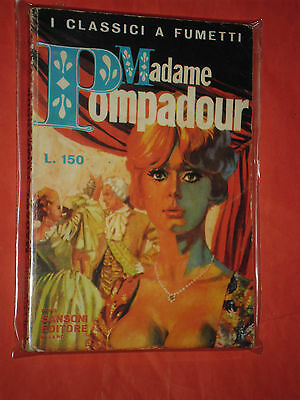 I CLASSICI A FUMETTI
Madame
Pompadour
L. 150
SANSONI
EDITORE